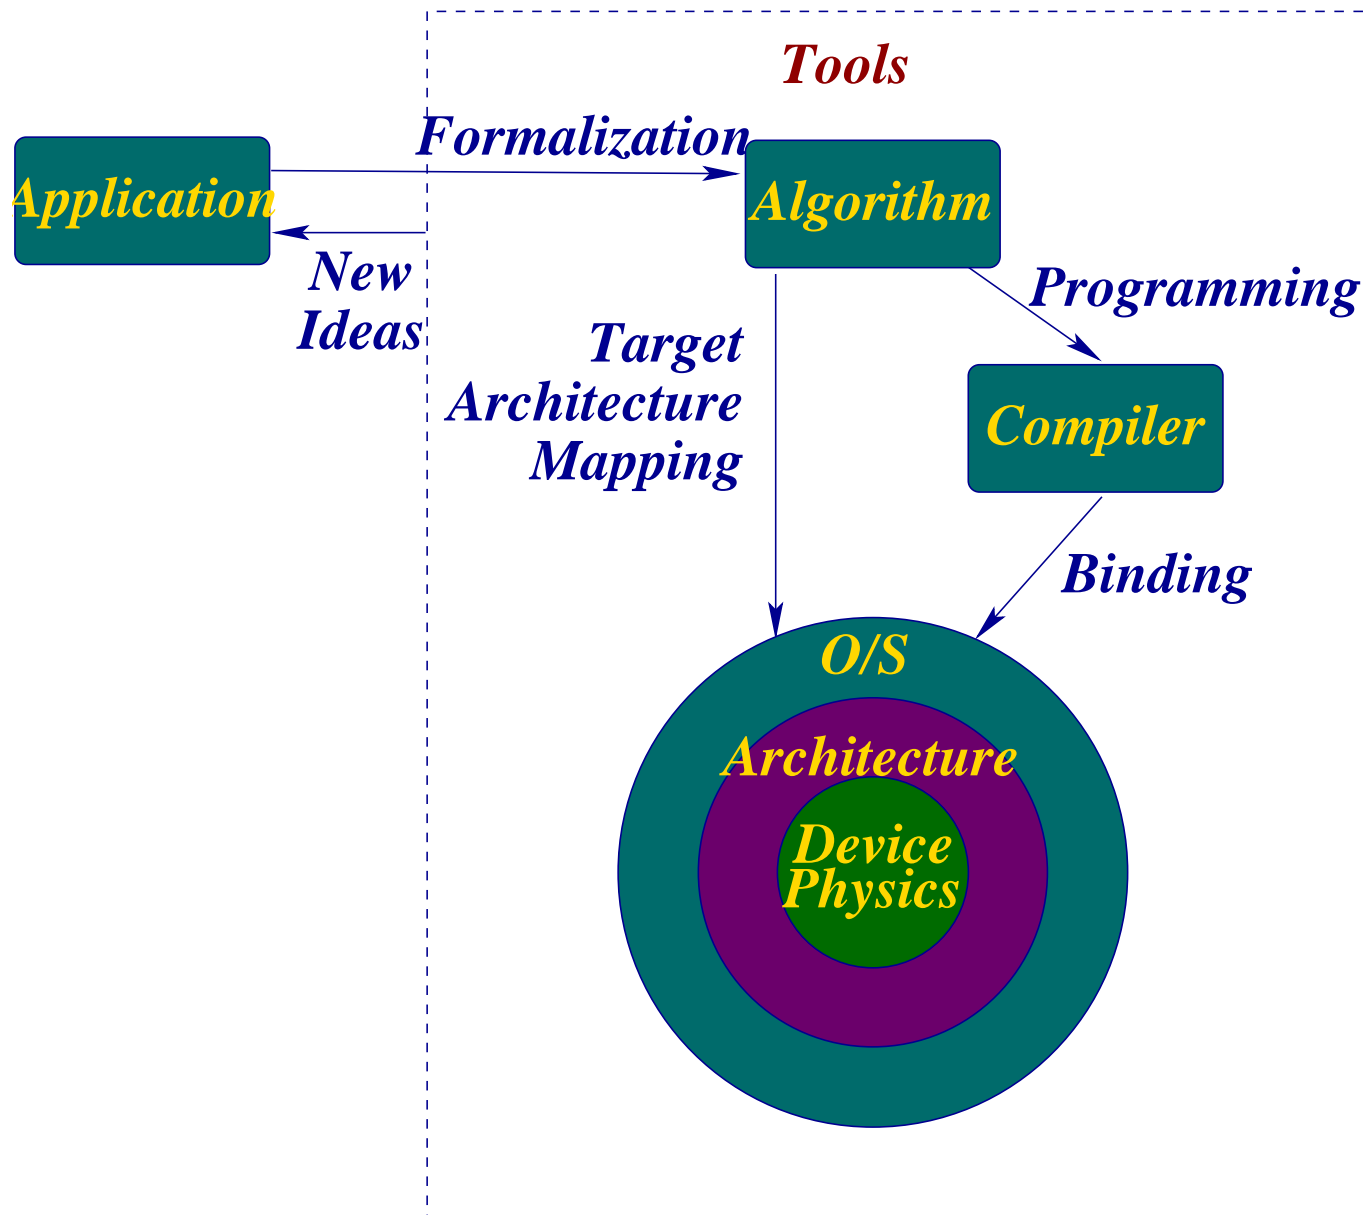 Tools
Formalization
Application
Algorithm
New
Ideas
Programming
Target
Architecture
Mapping
Compiler
Binding
O/S
Architecture
Device
Physics